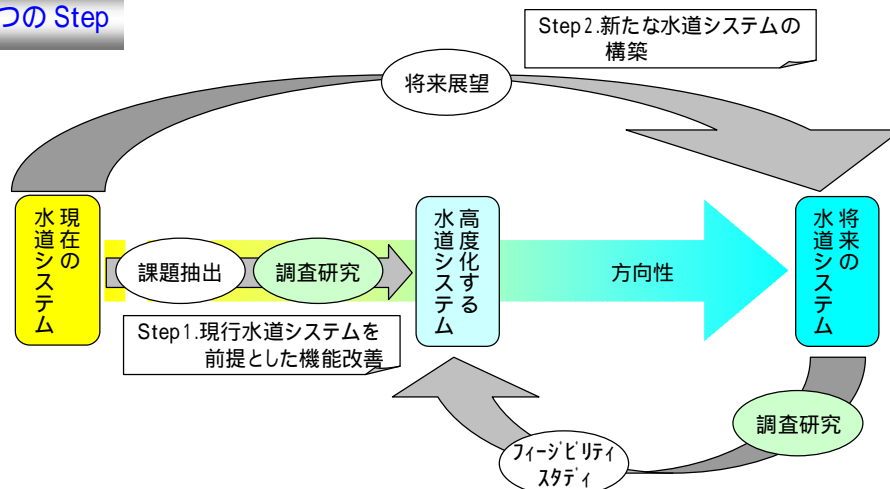 つの Step
Step2.新たな水道システムの
構築
将来展望
現在の
水道システム
課題抽出
調査研究
高度化する
水道システム
方向性
将来の
水道システム
Step1.現行水道システムを
前提とした機能改善
調査研究
フィージビリティ
スタディ